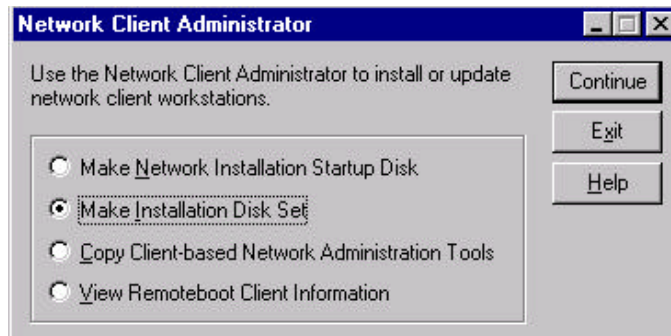 Network Client Administrator
Use the Network Client Administrator to install or update
network client workstations.
Continue
Exit
Help
Make Network Installation Startup Disk
Make Installation Disk Set
Copy Client-based Network Administration Tools
View Remoteboot Client Information